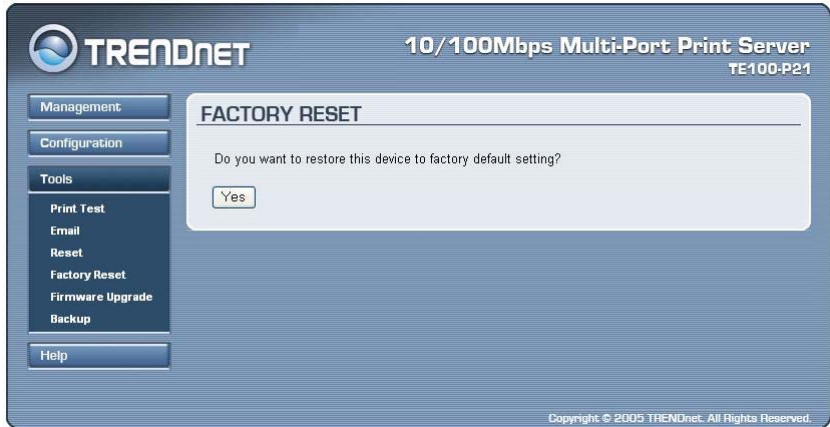 TRENDNET
10/100Mbps Multi-Port Print Server
TE100-P21
Management
Configuration
Tools
Print Test
Email
Reset
Factory Reset
Firmware Upgrade
Backup
Help
FACTORY RESET
Do you want to restore this device to factory default setting?
Yes
Copyright © 2005 TRENDnet. All Rights Reserved.